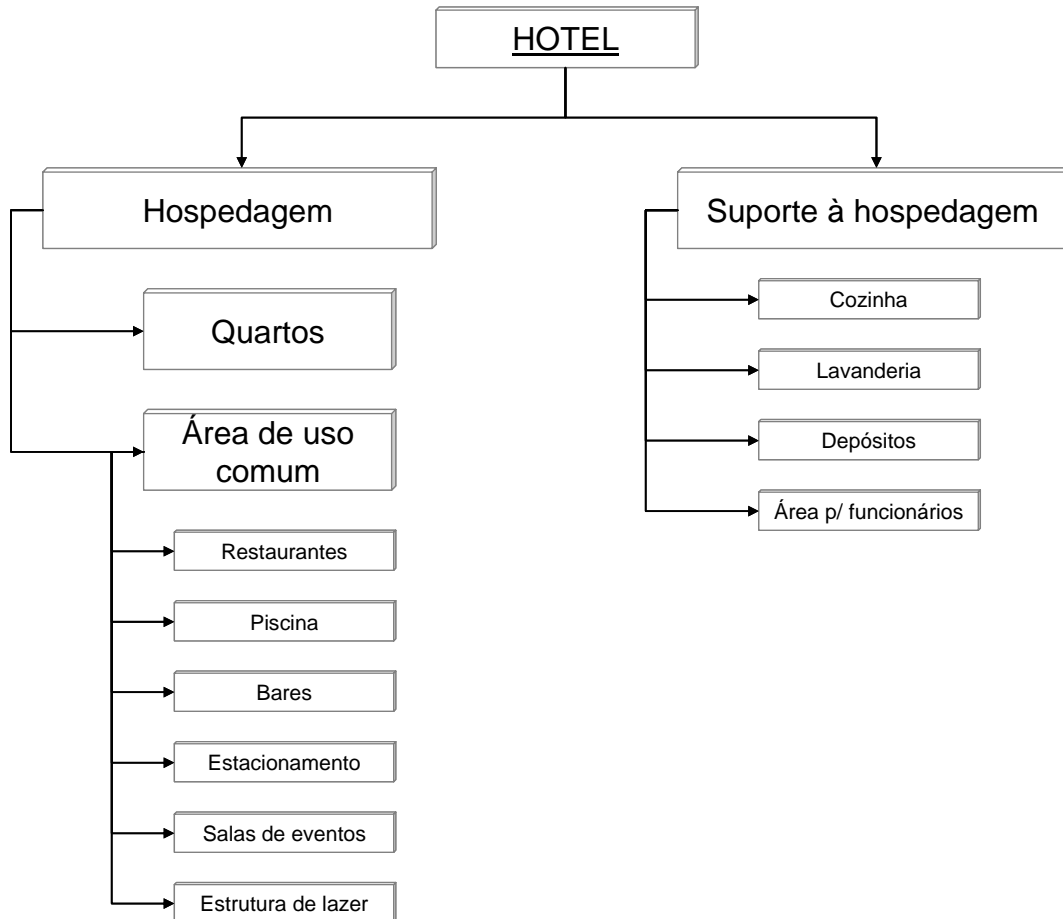 HOTEL
Hospedagem
Quartos
Área de uso
comum
Restaurantes
Piscina
Bares
Estacionamento
Salas de eventos
Estrutura de lazer
Suporte à hospedagem
Cozinha
Lavanderia
Depósitos
Área p/ funcionários